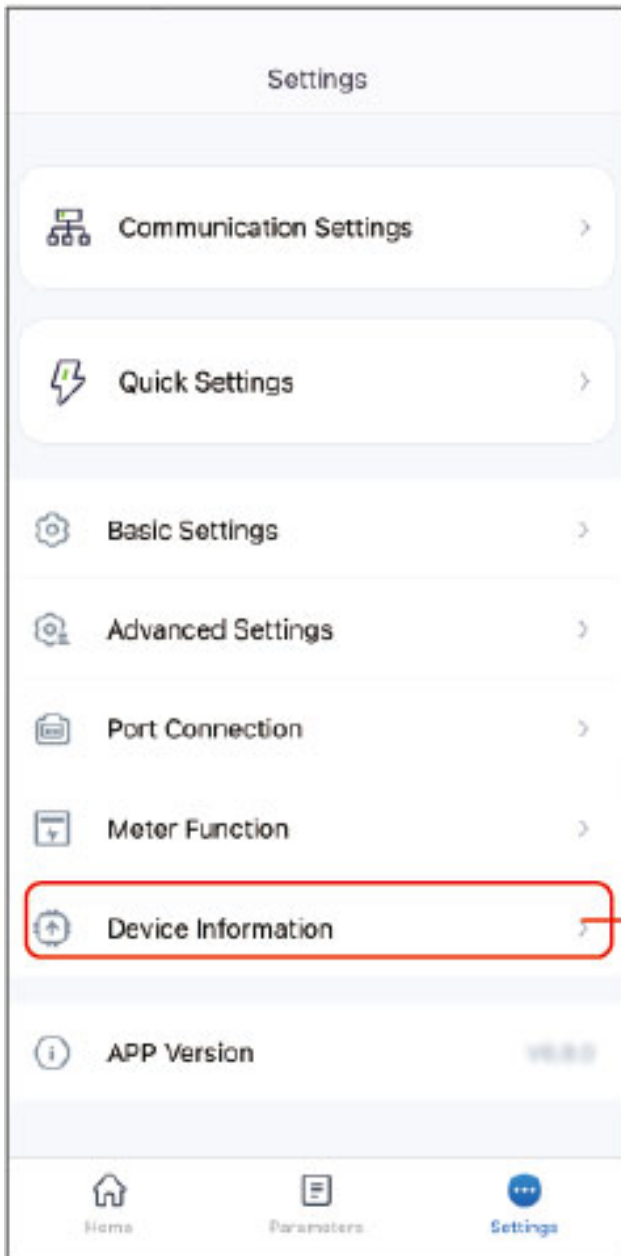 Settings
Communication Settings
Quick Settings
Basic Settings
Advanced Settings
Port Connection
Meter Function
Device Information
APP Version
Home
Parameters
Settings